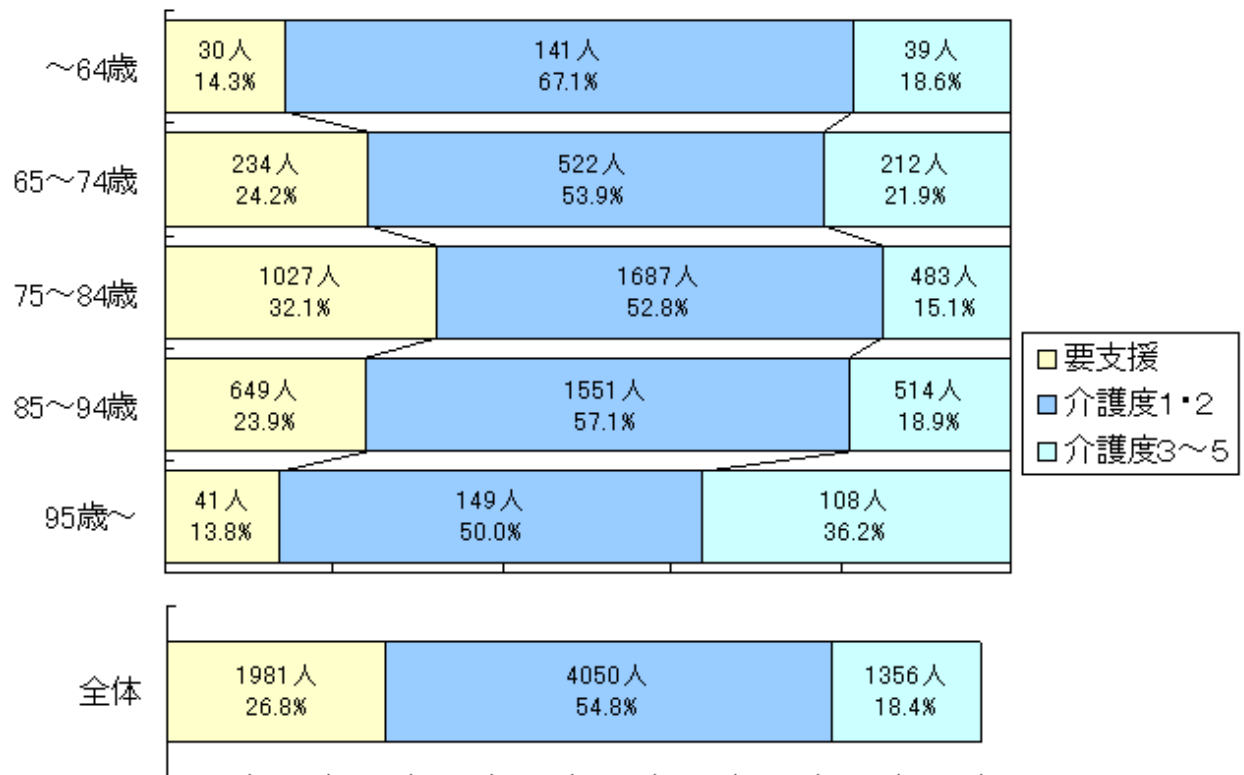 ～64歳
30人
14.3%
141人
67.1%
39人
18.6%
65～74歳
234人
24.2%
522人
53.9%
212人
21.9%
75～84歳
1027人
32.1%
1687人
52.8%
483人
15.1%
85～94歳
649人
23.9%
1551人
57.1%
514人
18.9%
95歳～
41人
13.8%
149人
50.0%
108人
36.2%
要支援
介護度1・2
介護度3～5
全体
1981人
26.8%
4050人
54.8%
1356人
18.4%